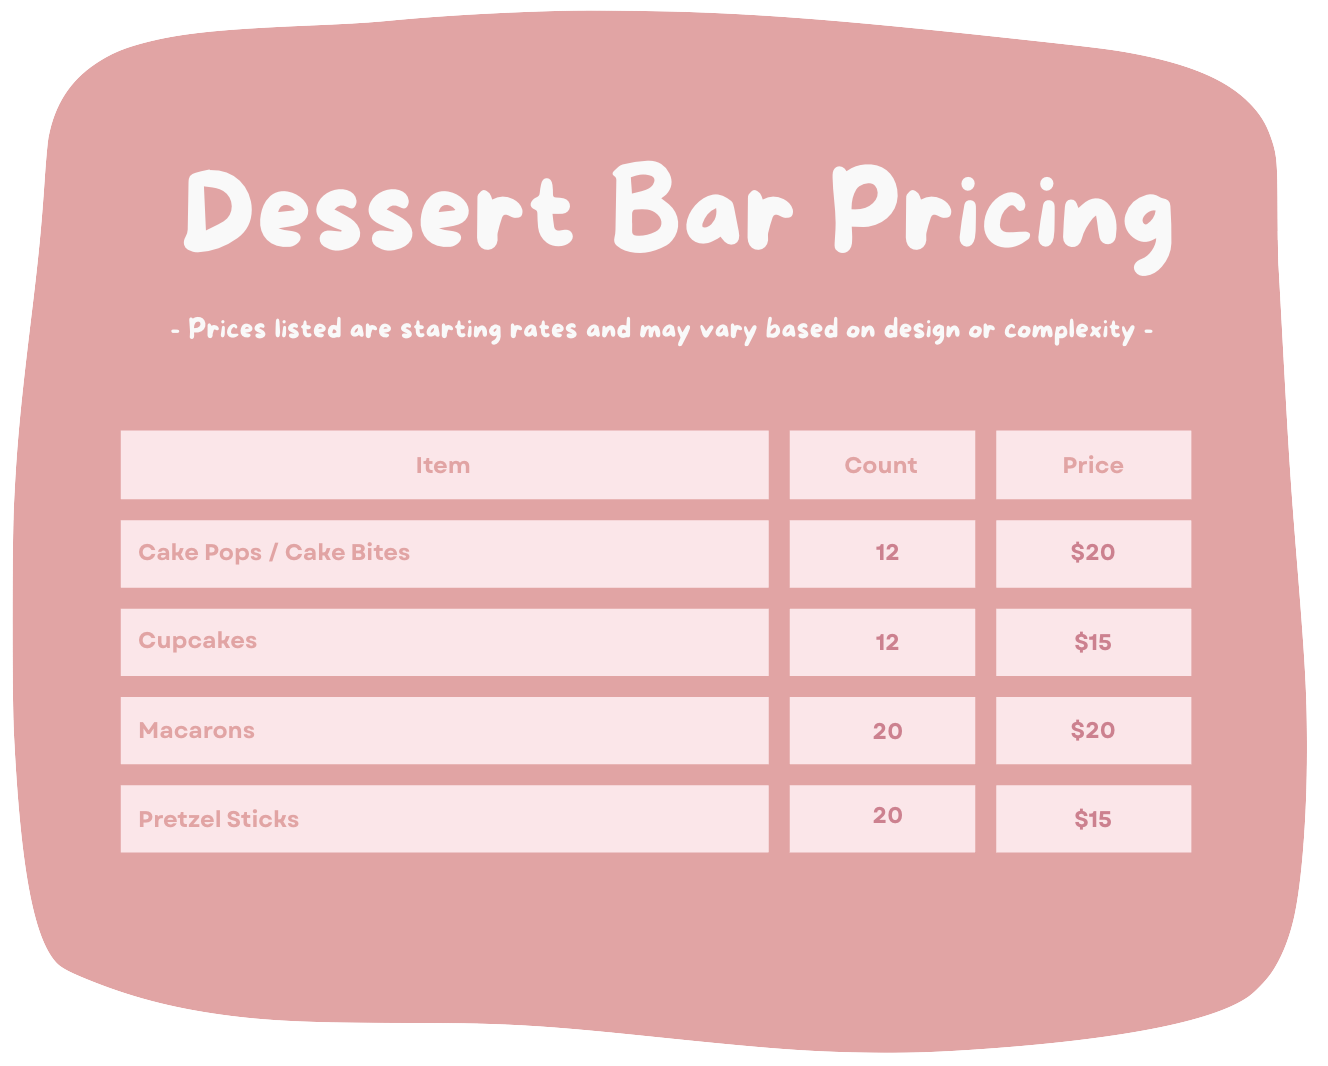 Dessert Bar Pricing
- Prices listed are starting rates and may vary based on design or complexity -
Item Count Price
Cake Pops / Cake Bites 12 $20
Cupcakes 12 $15
Macarons 20 $20
Pretzel Sticks 20 $15